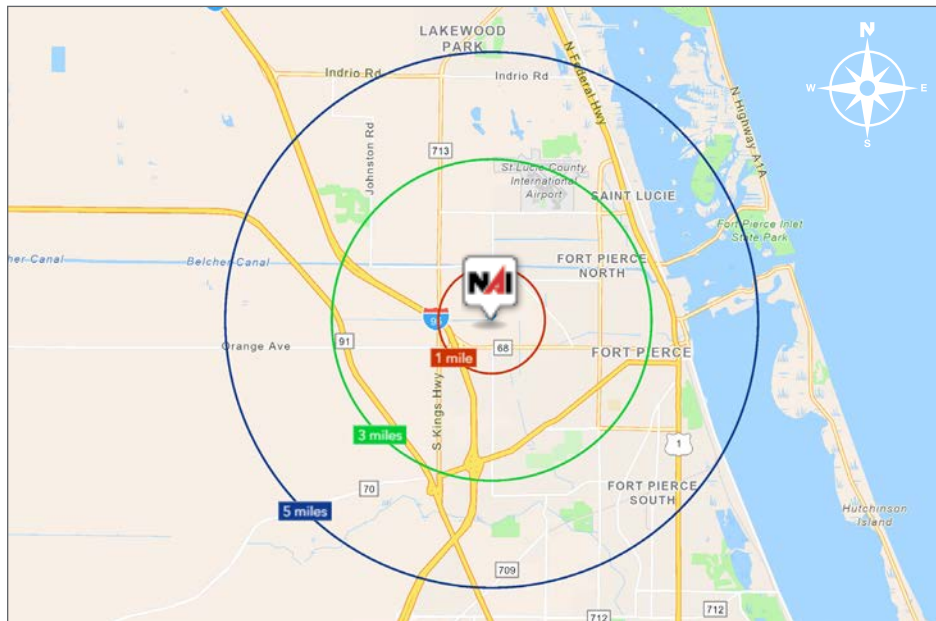 LAKEWOOD
PARK
Indrio Rd
Indrio Rd
N Federal Hwy
N Highway A1A
N
W
E
S
Johnston Rd
713
St Lucie County
International
Airport
SAINT LUCIE
Fort Pierce Inlet
State Park
cher Canal
Belcher Canal
FORT PIERCE
NORTH
NAI
95
Orange Ave
91
1 mile
68
FORT PIERCE
S Kings Hwy
3 miles
1
70
FORT PIERCE
SOUTH
5 miles
Hutchinson
Island
709
712
712